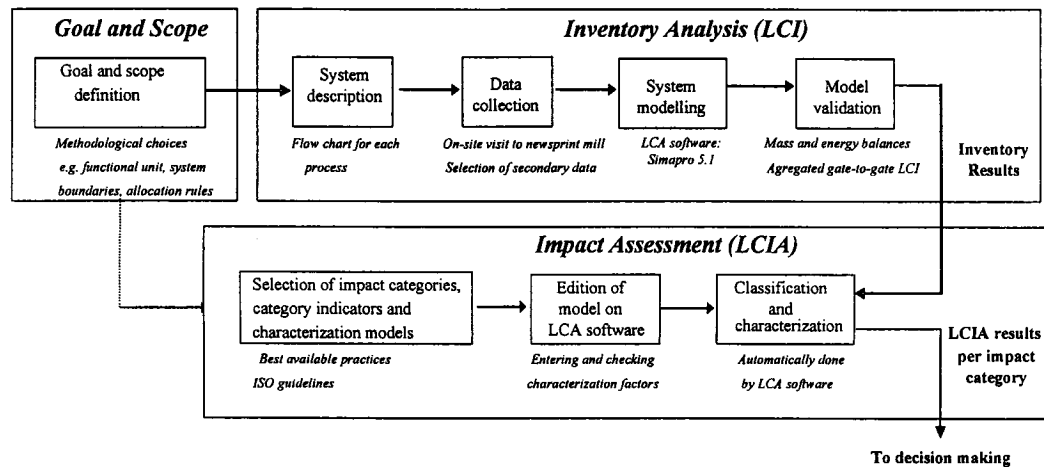 Goal and Scope
Goal and scope
definition
Methodological choices
e.g. functional unit, system
boundaries, allocation rules
Inventory Analysis (LCI)
System
description
Flow chart for each
process
Data
collection
On-site visit to newsprint mill
Selection of secondary data
System
modelling
LCA software:
Simapro 5.1
Model
validation
Mass and energy balances
Agregated gate-to-gate LCI
Inventory
Results
Impact Assessment (LCIA)
Selection of impact categories,
category indicators and
characterization models
Best available practices
ISO guidelines
Edition of
model on
LCA software
Entering and checking
characterization factors
Classification
and
characterization
Automatically done
by LCA software
LCIA results
per impact
category
To decision making